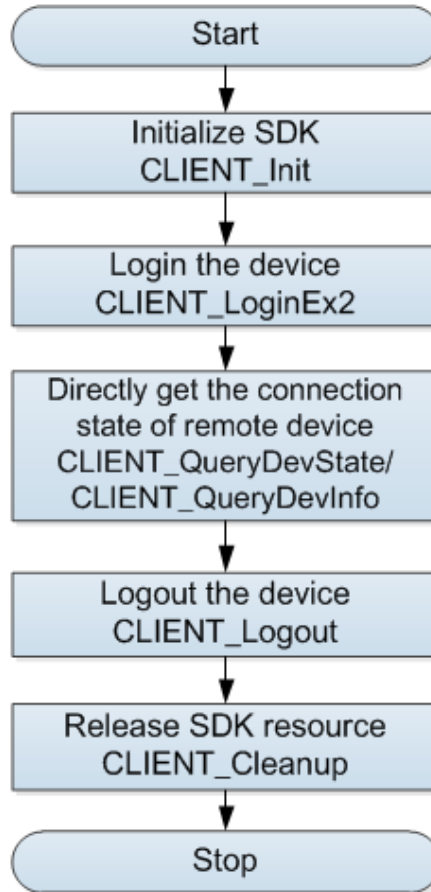 Start
Initialize SDK
CLIENT_Init
Login the device
CLIENT_LoginEx2
Directly get the connection
state of remote device
CLIENT_QueryDevState/
CLIENT_QueryDevInfo
Logout the device
CLIENT_Logout
Release SDK resource
CLIENT_Cleanup
Stop